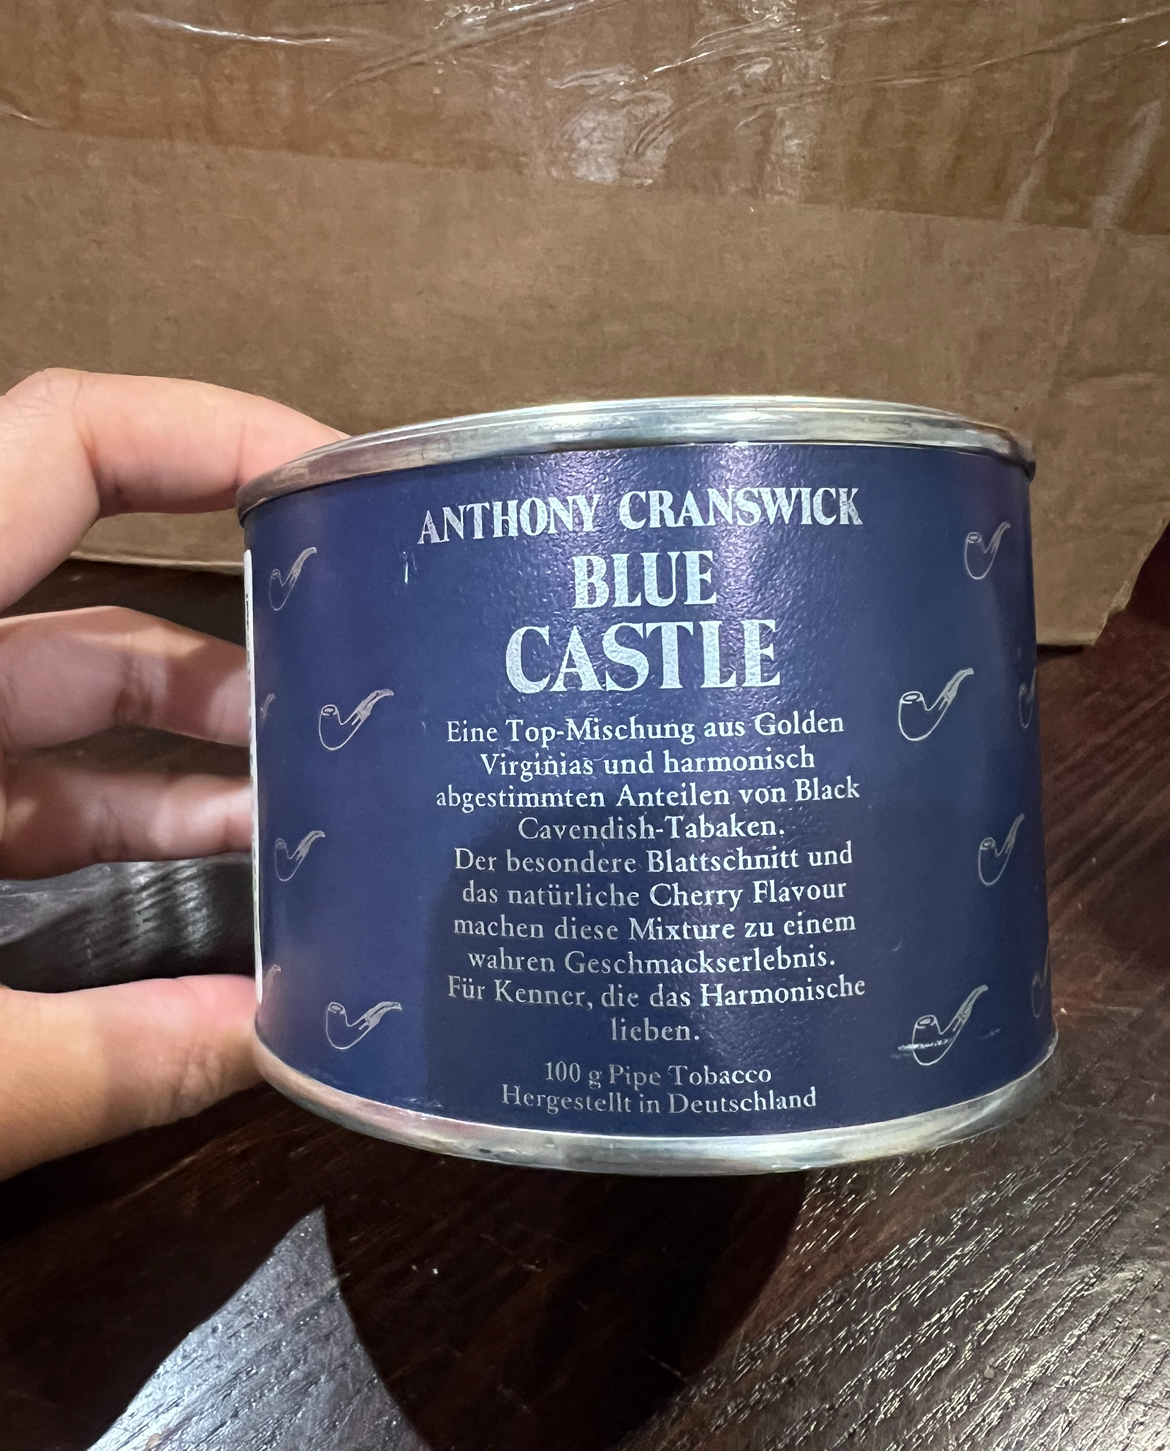 ANTHONY CRANSWICK
BLUE
CASTLE
Eine Top-Mischung aus Golden
Virginias und harmonisch
abgestimmten Anteilen von Black
Cavendish-Tabaken.
Der besondere Blattschnitt und
das natürliche Cherry Flavour
machen diese Mixture zu einem
wahren Geschmackserlebnis.
Für Kenner, die das Harmonische
lieben.
100 g Pipe Tobacco
Hergestellt in Deutschland